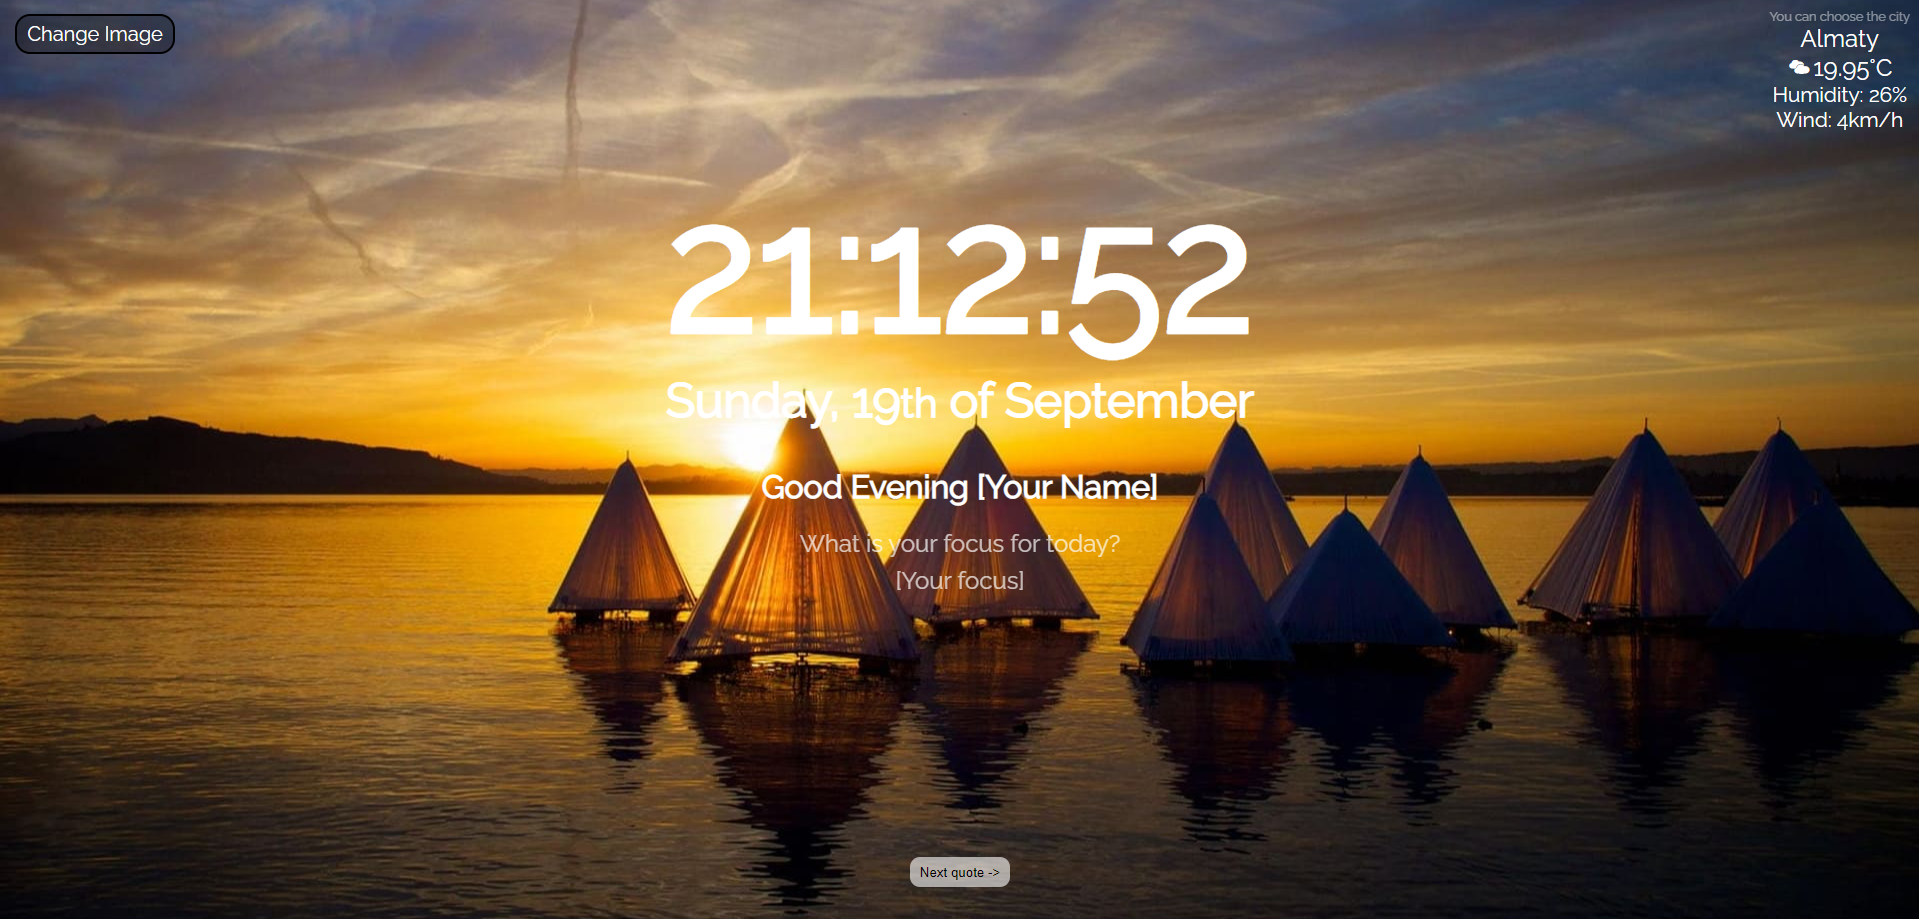 Change Image
You can choose the city
Almaty
19.95°C
Humidity: 26%
Wind: 4km/h
21:12:52
Sunday, 19th of September
Good Evening [Your Name]
What is your focus for today?
[Your focus]
Next quote ->